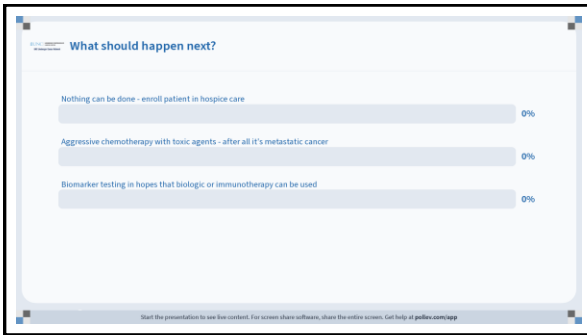 What should happen next?
Nothing can be done - enroll patient in hospice care
0%
Aggressive chemotherapy with toxic agents - after all it's metastatic cancer
0%
Biomarker testing in hopes that biologic or immunotherapy can be used
0%
Start the presentation to see live content. For screen share software, share the entire screen. Get help at pollev.com/app